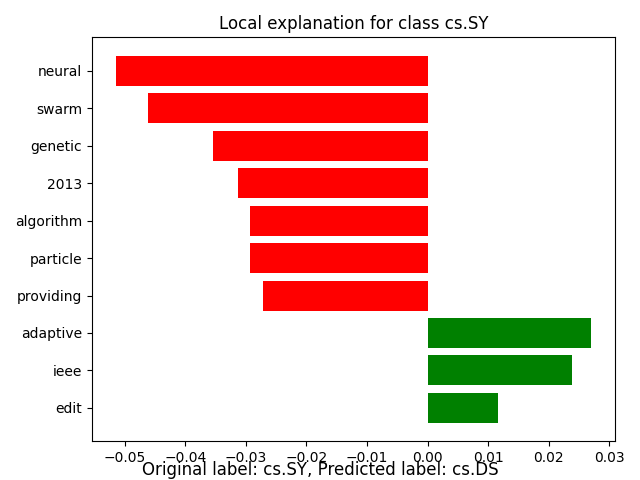 Local explanation for class cs.SY
neural
swarm
genetic
2013
algorithm
particle
providing
adaptive
ieee
edit
−0.05 −0.04 −0.03 −0.02 −0.01 0.00 0.01 0.02 0.03
Original label: cs.SY, Predicted label: cs.DS